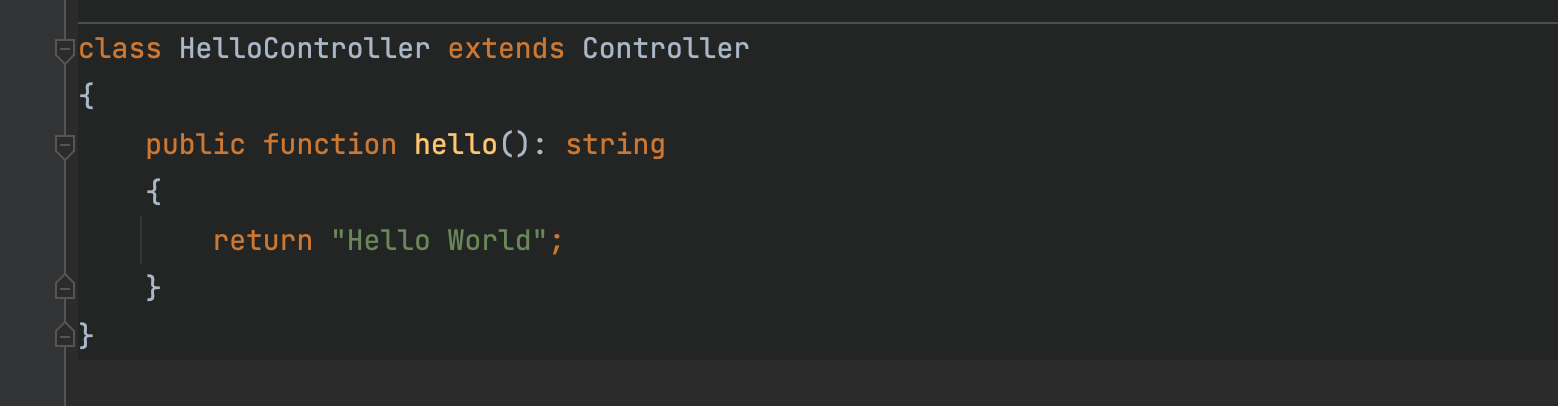 class HelloController extends Controller
{
    public function hello(): string
    {
        return "Hello World";
    }
}